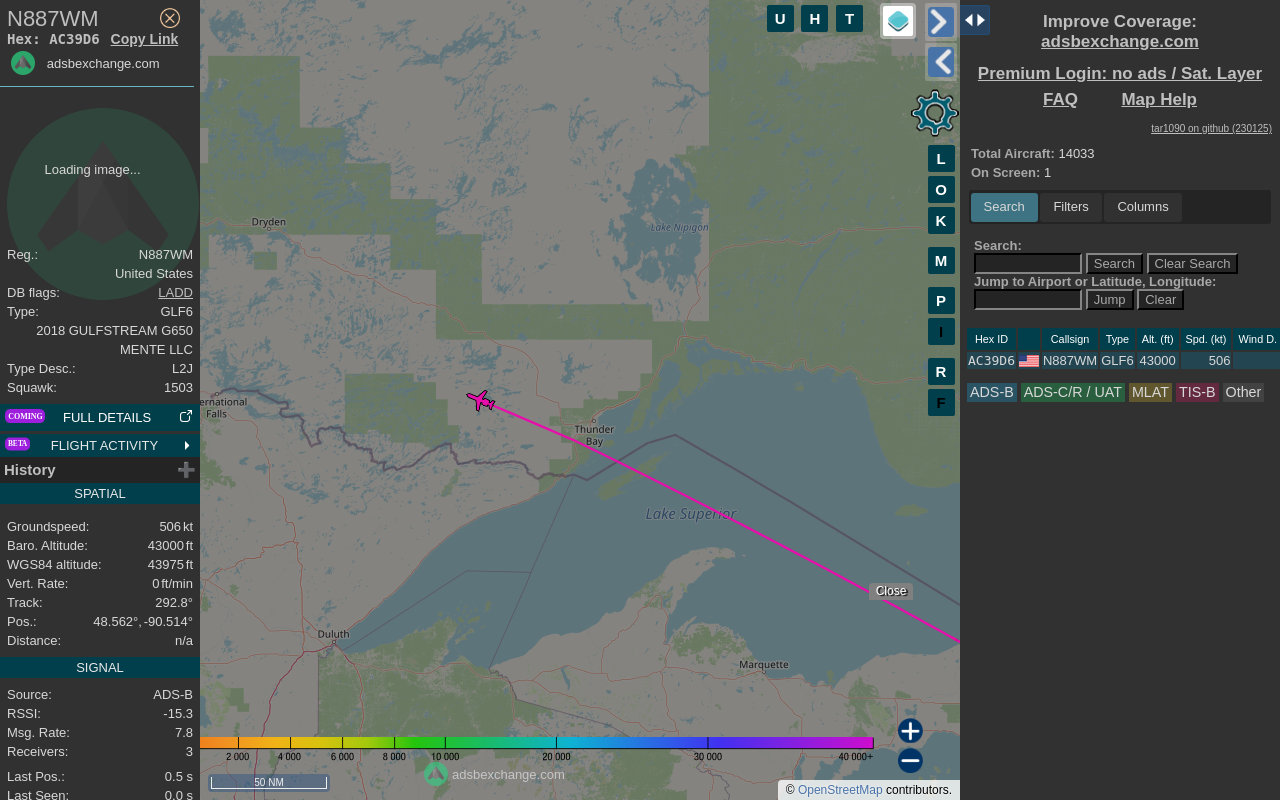 N887WM
Hex: AC39D6 Copy Link
adsbexchange.com
Loading image...
Reg.: N887WM
United States
DB flags: LADD
Type: GLF6
2018 GULFSTREAM G650
MENTE LLC
Type Desc.: L2J
Squawk: 1503
COMING FULL DETAILS
BETA FLIGHT ACTIVITY
History
SPATIAL
Groundspeed: 506 kt
Baro. Altitude: 43000 ft
WGS84 altitude: 43975 ft
Vert. Rate: 0 ft/min
Track: 292.8°
Pos.: 48.562°, -90.514°
Distance: n/a
SIGNAL
Source: ADS-B
RSSI: -15.3
Msg. Rate: 7.8
Receivers: 3
Last Pos.: 0.5 s
Last Seen: 0.0 s
U H T
L
O
K
M
P
I
R
F
Dryden
Lake Nipigon
ernational
Falls
Thunder
Bay
Lake Superior
Close
Duluth
Marquette
2 000 4 000 6 000 8 000 10 000 20 000 30 000 40 000+
50 NM
adsbexchange.com
© OpenStreetMap contributors.
Improve Coverage:
adsbexchange.com
Premium Login: no ads / Sat. Layer
FAQ Map Help
tar1090 on github (230125)
Total Aircraft: 14033
On Screen: 1
Search Filters Columns
Search:
Search Clear Search
Jump to Airport or Latitude, Longitude:
Jump Clear
Hex ID Callsign Type Alt. (ft) Spd. (kt) Wind D.
AC39D6 N887WM GLF6 43000 506
ADS-B ADS-C/R / UAT MLAT TIS-B Other